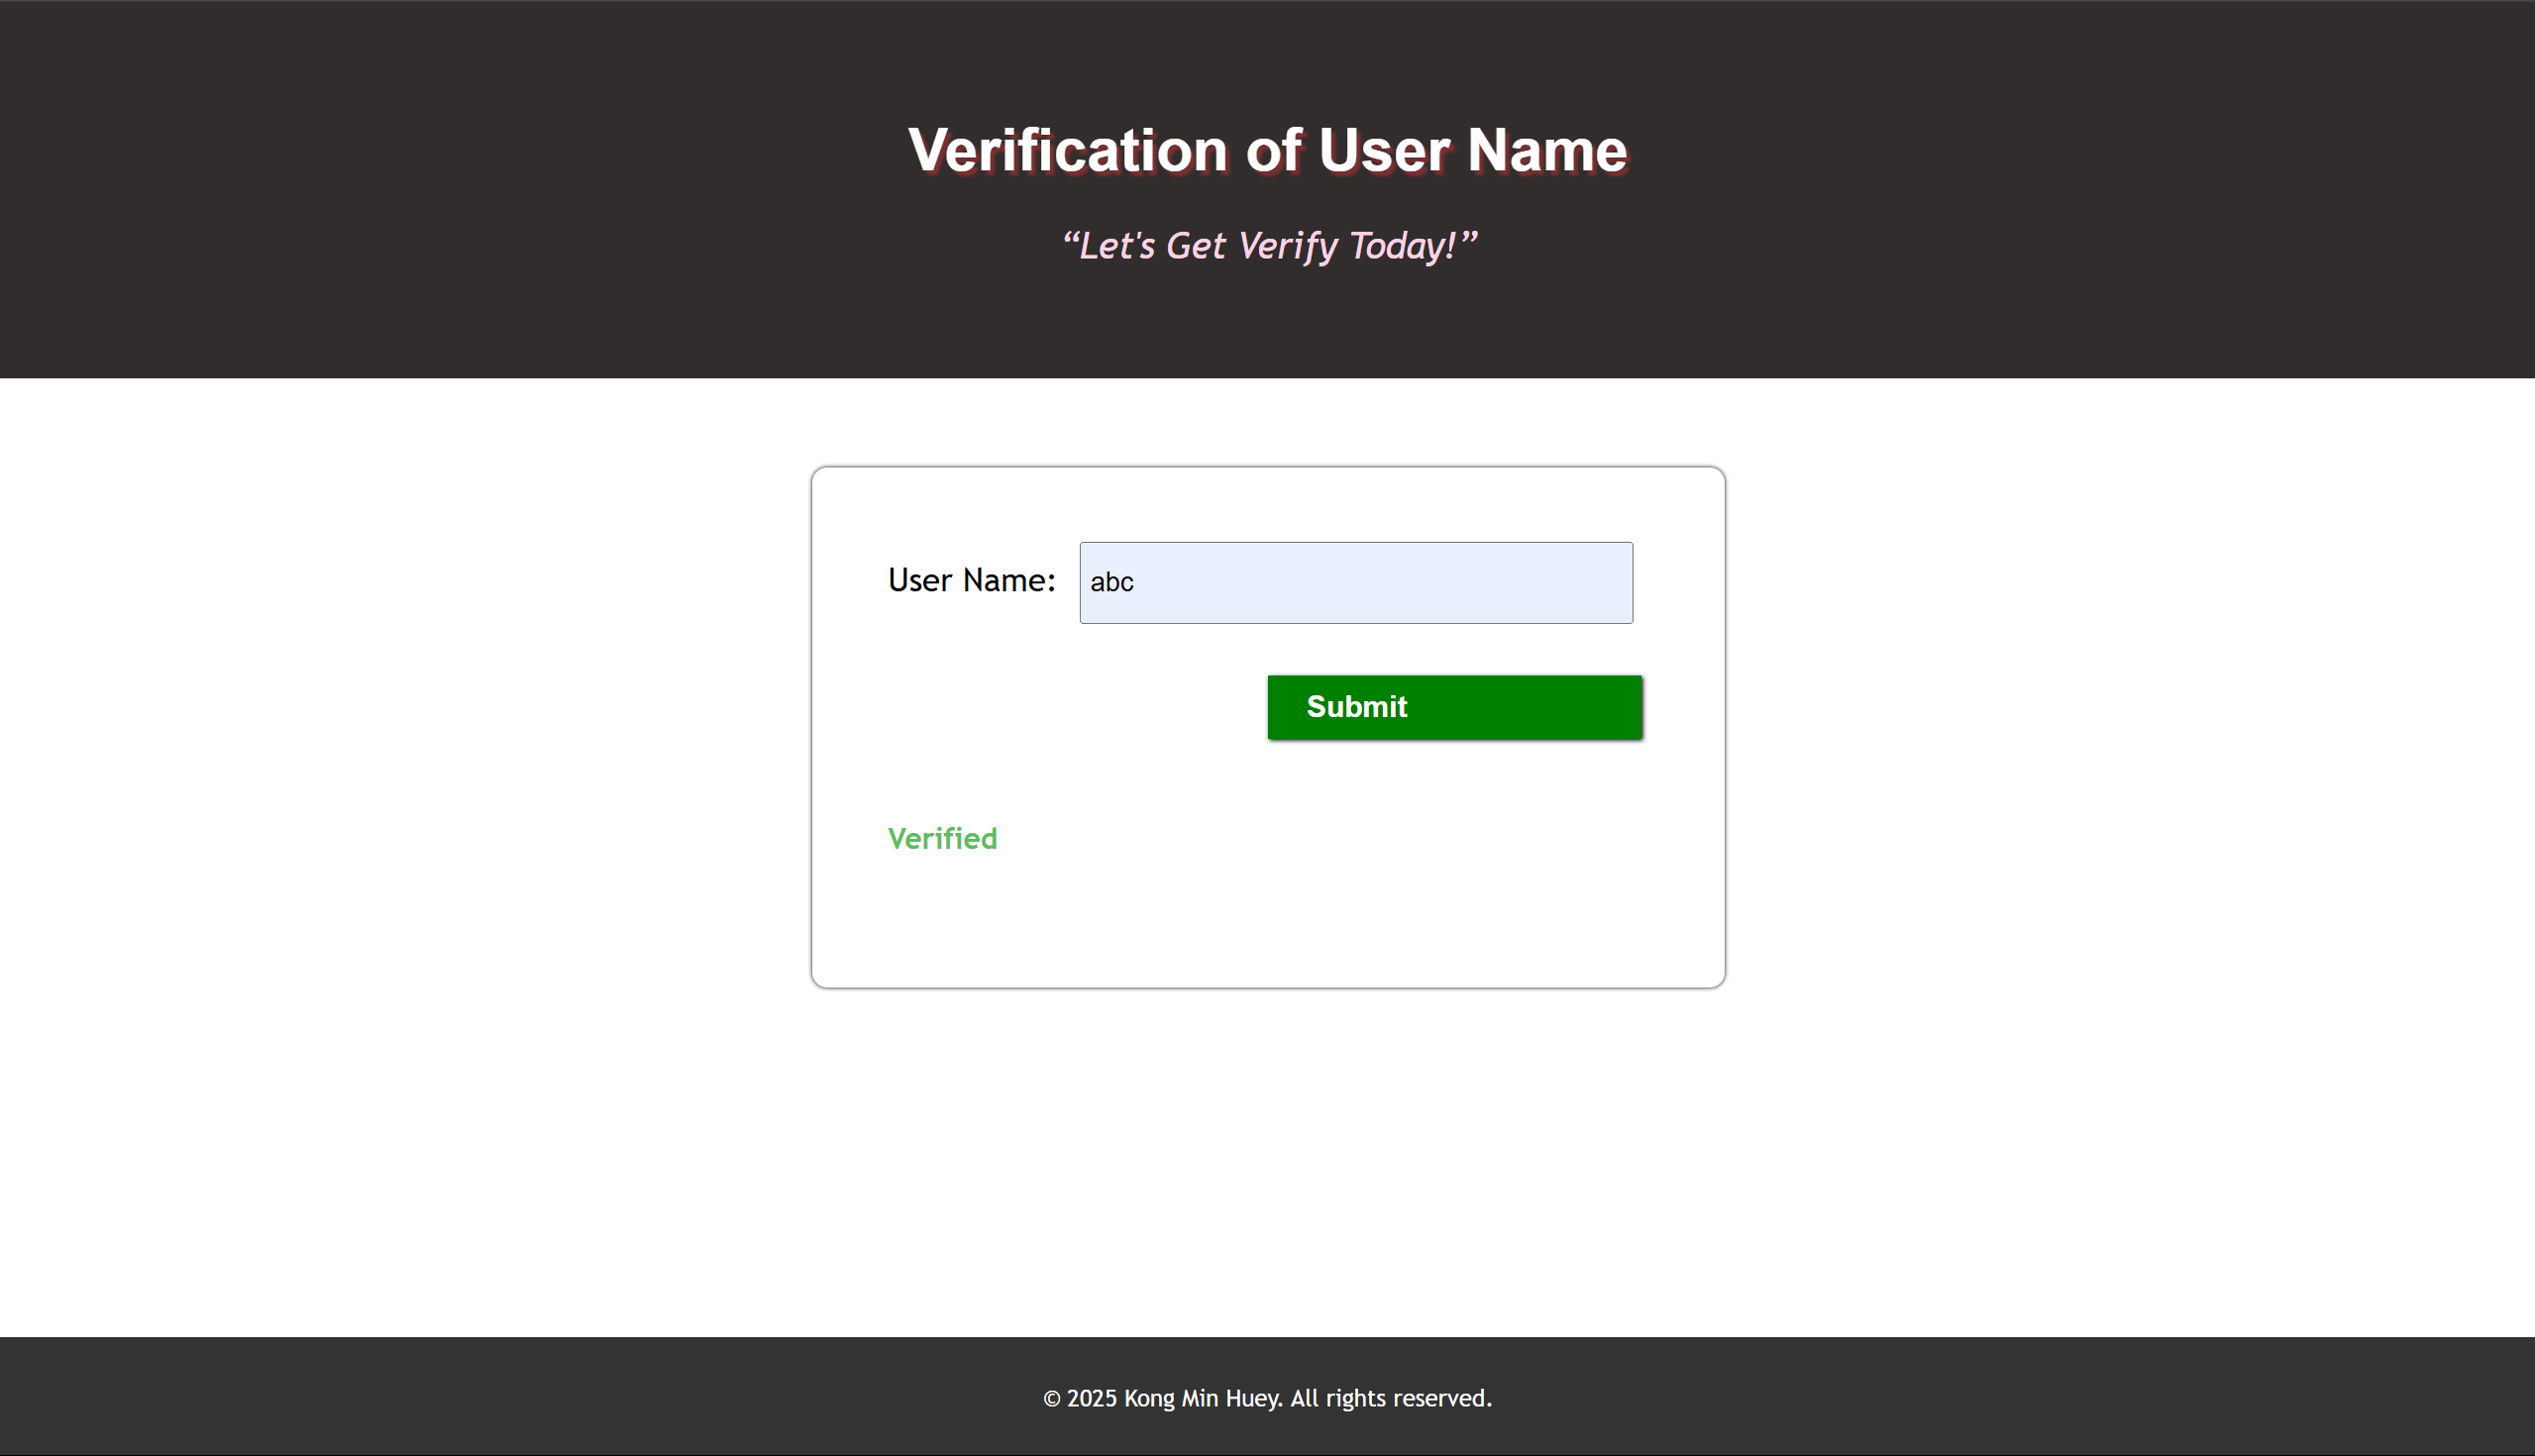 Verification of User Name
“Let's Get Verify Today!”
User Name: abc
Submit
Verified
© 2025 Kong Min Huey. All rights reserved.